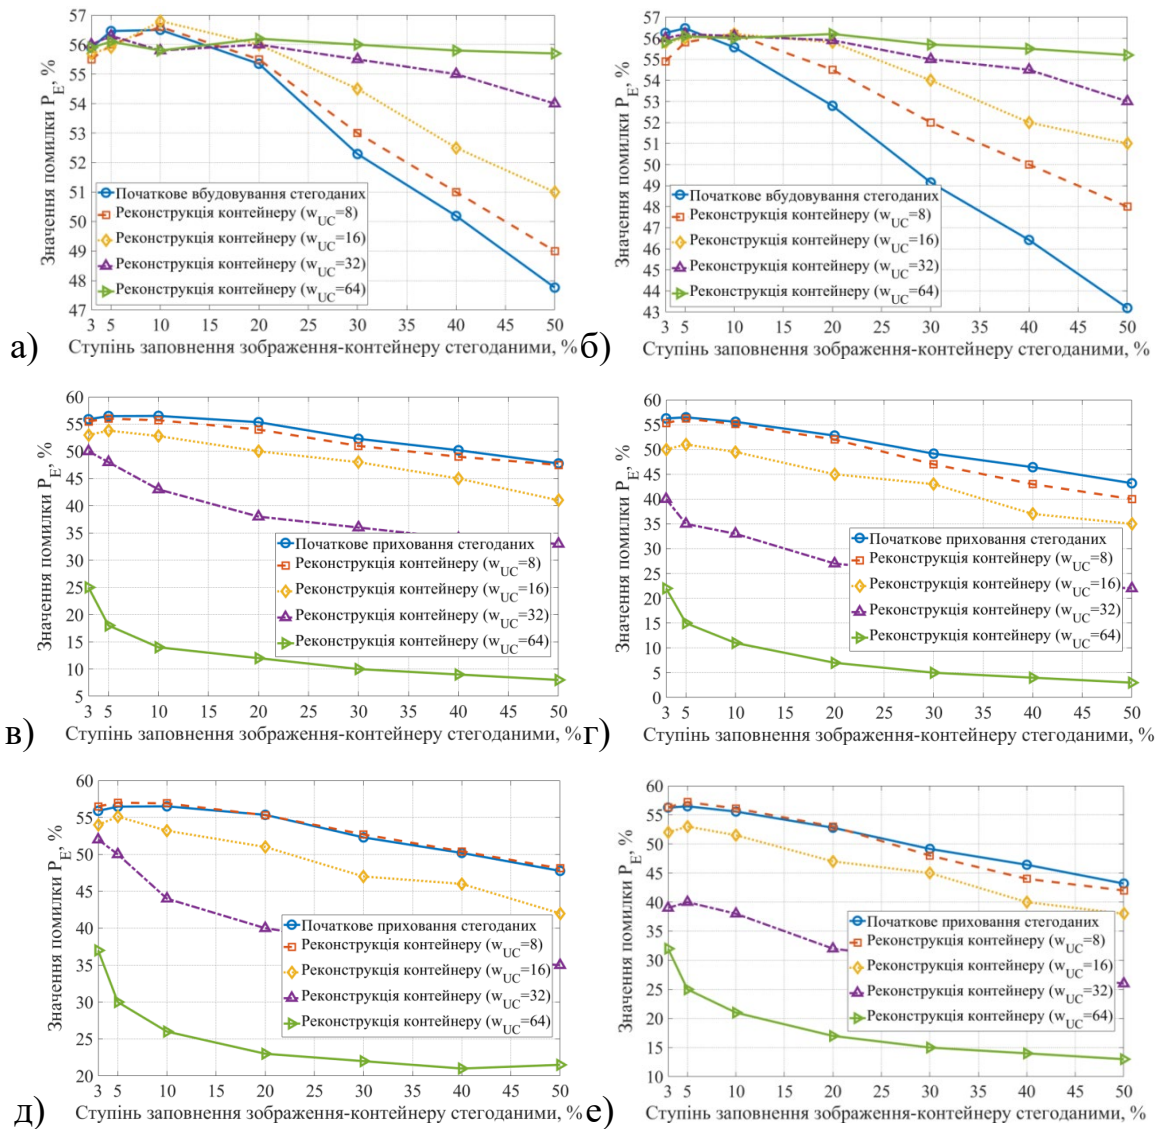 Значення помилки P_E, %
57
56
55
54
53
52
51
50
49
48
47
Початкове вбудовування стегоданих
Реконструкція контейнеру (w_UC=8)
Реконструкція контейнеру (w_UC=16)
Реконструкція контейнеру (w_UC=32)
Реконструкція контейнеру (w_UC=64)
3 5 10 15 20 25 30 35 40 45 50
а) Ступінь заповнення зображення-контейнеру стегоданими, %
Значення помилки P_E, %
57
56
55
54
53
52
51
50
49
48
47
46
45
44
43
Початкове вбудовування стегоданих
Реконструкція контейнеру (w_UC=8)
Реконструкція контейнеру (w_UC=16)
Реконструкція контейнеру (w_UC=32)
Реконструкція контейнеру (w_UC=64)
3 5 10 15 20 25 30 35 40 45 50
б) Ступінь заповнення зображення-контейнеру стегоданими, %
Значення помилки P_E, %
60
55
50
45
40
35
30
25
20
15
10
5
Початкове приховання стегоданих
Реконструкція контейнеру (w_UC=8)
Реконструкція контейнеру (w_UC=16)
Реконструкція контейнеру (w_UC=32)
Реконструкція контейнеру (w_UC=64)
3 5 10 15 20 25 30 35 40 45 50
в) Ступінь заповнення зображення-контейнеру стегоданими, %
Значення помилки P_E, %
60
55
50
45
40
35
30
25
20
15
10
5
0
Початкове приховання стегоданих
Реконструкція контейнеру (w_UC=8)
Реконструкція контейнеру (w_UC=16)
Реконструкція контейнеру (w_UC=32)
Реконструкція контейнеру (w_UC=64)
3 5 10 15 20 25 30 35 40 45 50
г) Ступінь заповнення зображення-контейнеру стегоданими, %
Значення помилки P_E, %
60
55
50
45
40
35
30
25
20
Початкове приховання стегоданих
Реконструкція контейнеру (w_UC=8)
Реконструкція контейнеру (w_UC=16)
Реконструкція контейнеру (w_UC=32)
Реконструкція контейнеру (w_UC=64)
3 5 10 15 20 25 30 35 40 45 50
д) Ступінь заповнення зображення-контейнеру стегоданими, %
Значення помилки P_E, %
60
55
50
45
40
35
30
25
20
15
10
Початкове приховання стегоданих
Реконструкція контейнеру (w_UC=8)
Реконструкція контейнеру (w_UC=16)
Реконструкція контейнеру (w_UC=32)
Реконструкція контейнеру (w_UC=64)
3 5 10 15 20 25 30 35 40 45 50
е) Ступінь заповнення зображення-контейнеру стегоданими, %